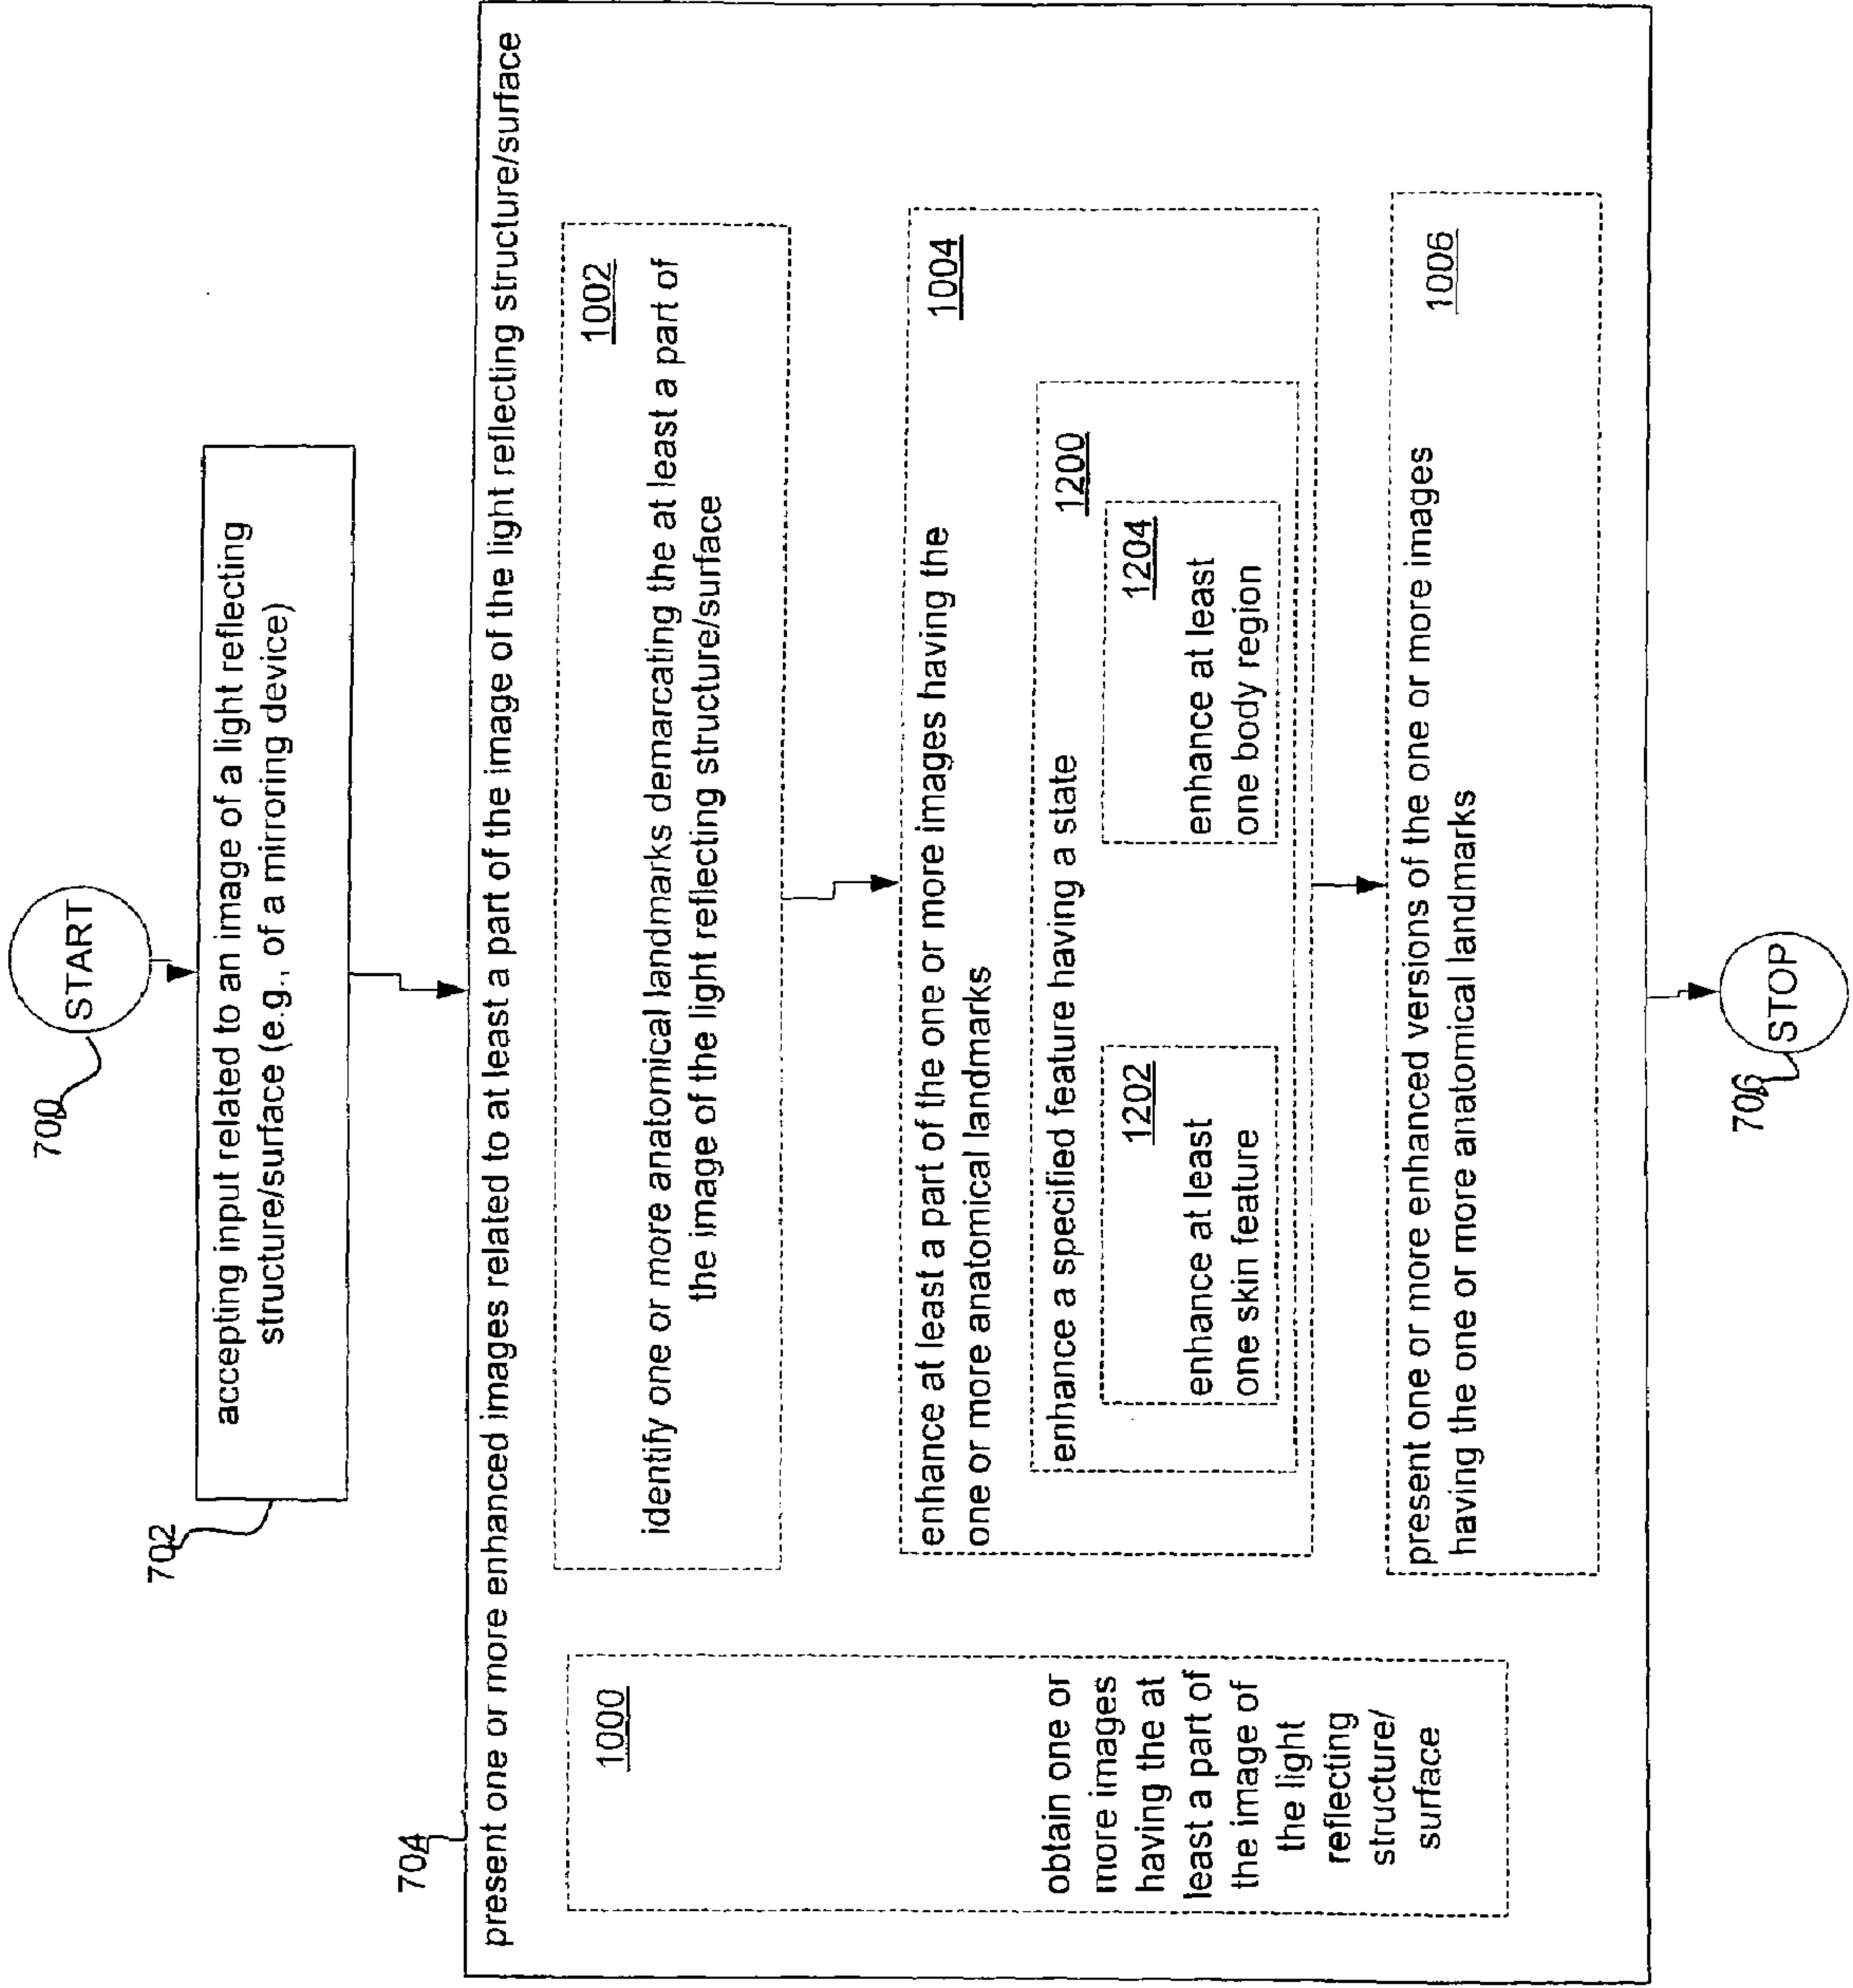 START
700
702
accepting input related to an image of a light reflecting
structure/surface (e.g., of a mirroring device)
704
present one or more enhanced images related to at least a part of the image of the light reflecting structure/surface
1000
obtain one or
more images
having the at
least a part of
the image of
the light
reflecting
structure/
surface
1002
identify one or more anatomical landmarks demarcating the at least a part of
the image of the light reflecting structure/surface
1004
enhance at least a part of the one or more images having the
one or more anatomical landmarks
1200
enhance a specified feature having a state
1202
enhance at least
one skin feature
1204
enhance at least
one body region
1006
present one or more enhanced versions of the one or more images
having the one or more anatomical landmarks
706
STOP